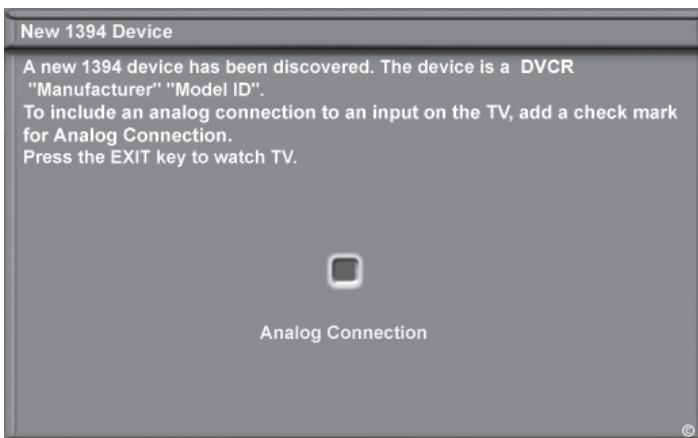 New 1394 Device
A new 1394 device has been discovered. The device is a DVCR
"Manufacturer" "Model ID".
To include an analog connection to an input on the TV, add a check mark
for Analog Connection.
Press the EXIT key to watch TV.
Analog Connection
©